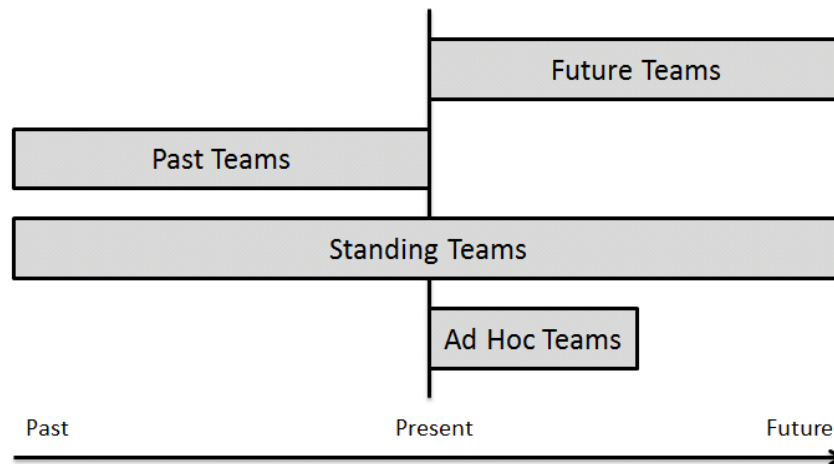 Future Teams
Past Teams
Standing Teams
Ad Hoc Teams
Past Present Future